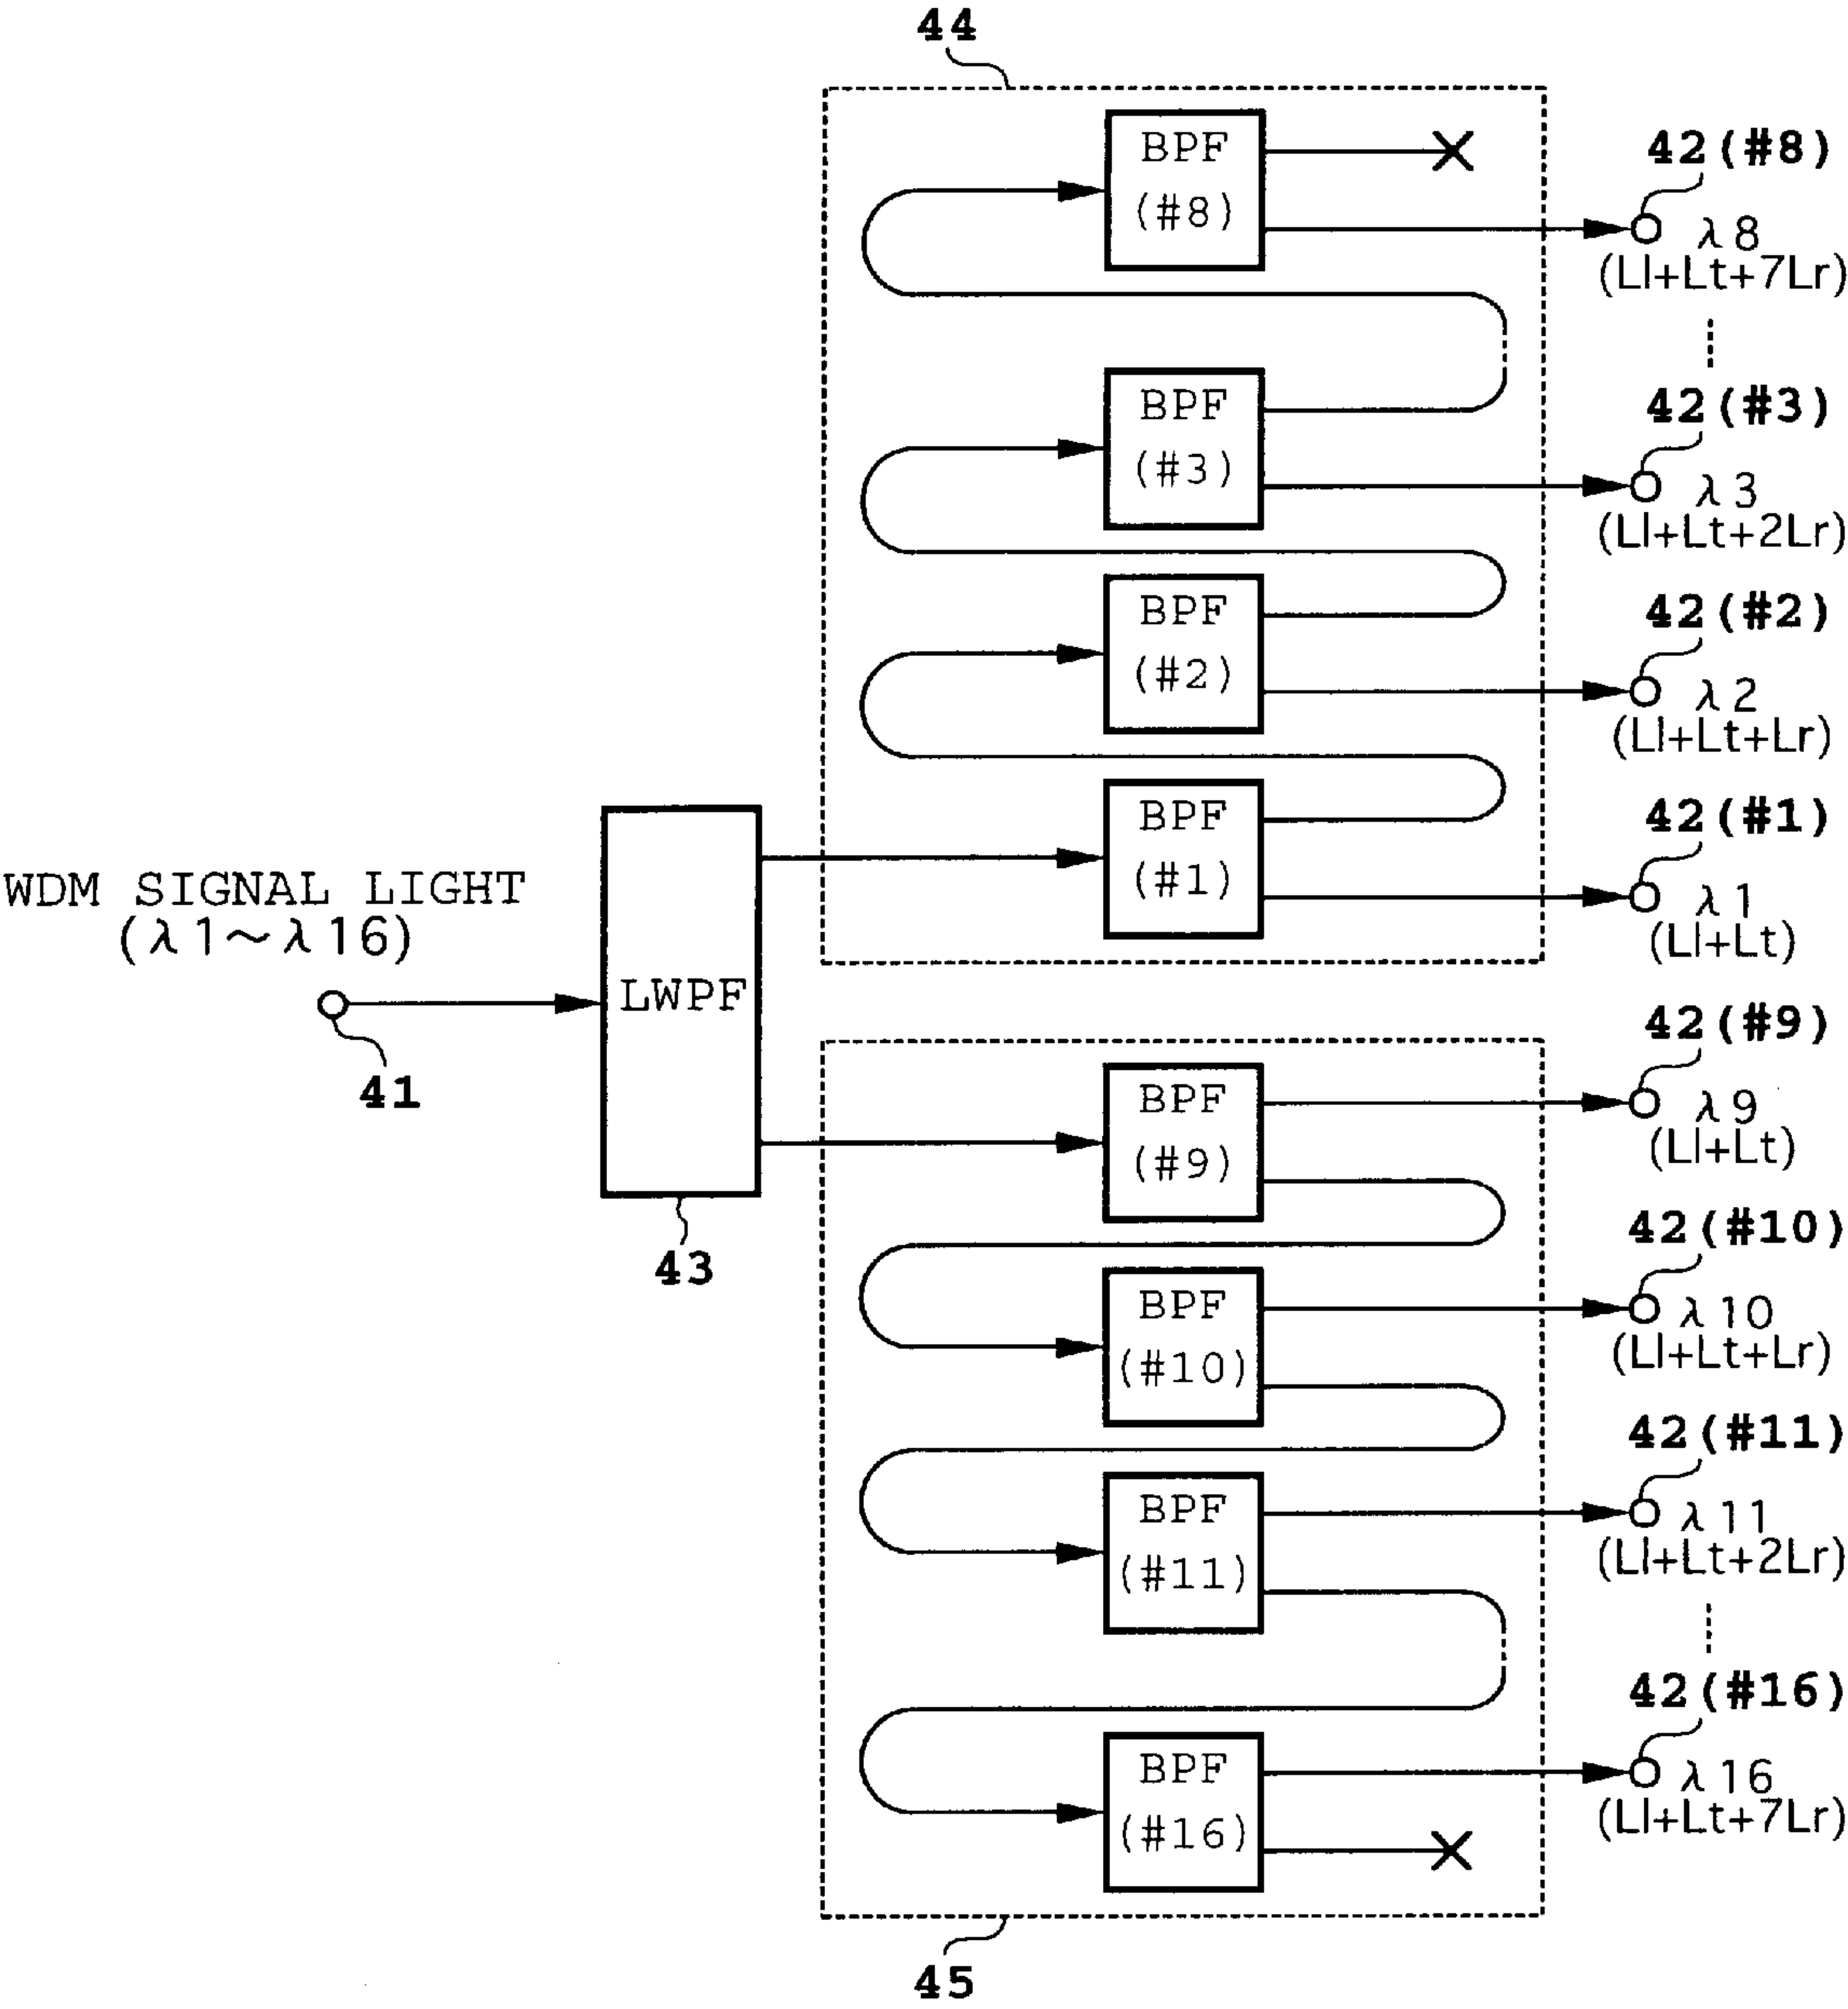 44
BPF
(#8)
42(#8)
λ8
(Ll+Lt+7Lr)
BPF
(#3)
42(#3)
λ3
(Ll+Lt+2Lr)
BPF
(#2)
42(#2)
λ2
(Ll+Lt+Lr)
BPF
(#1)
42(#1)
λ1
(Ll+Lt)
WDM SIGNAL LIGHT
(λ1~λ16)
41
LWPF
43
BPF
(#9)
42(#9)
λ9
(Ll+Lt)
BPF
(#10)
42(#10)
λ10
(Ll+Lt+Lr)
BPF
(#11)
42(#11)
λ11
(Ll+Lt+2Lr)
BPF
(#16)
42(#16)
λ16
(Ll+Lt+7Lr)
45